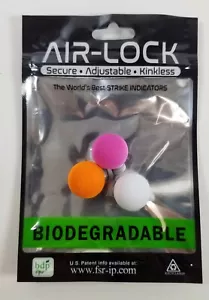 AIR-LOCK
Secure • Adjustable • Kinkless
The World's Best STRIKE INDICATORS
BIODEGRADABLE
U.S. Patent info available at:
www.fsr-ip.com
bdp